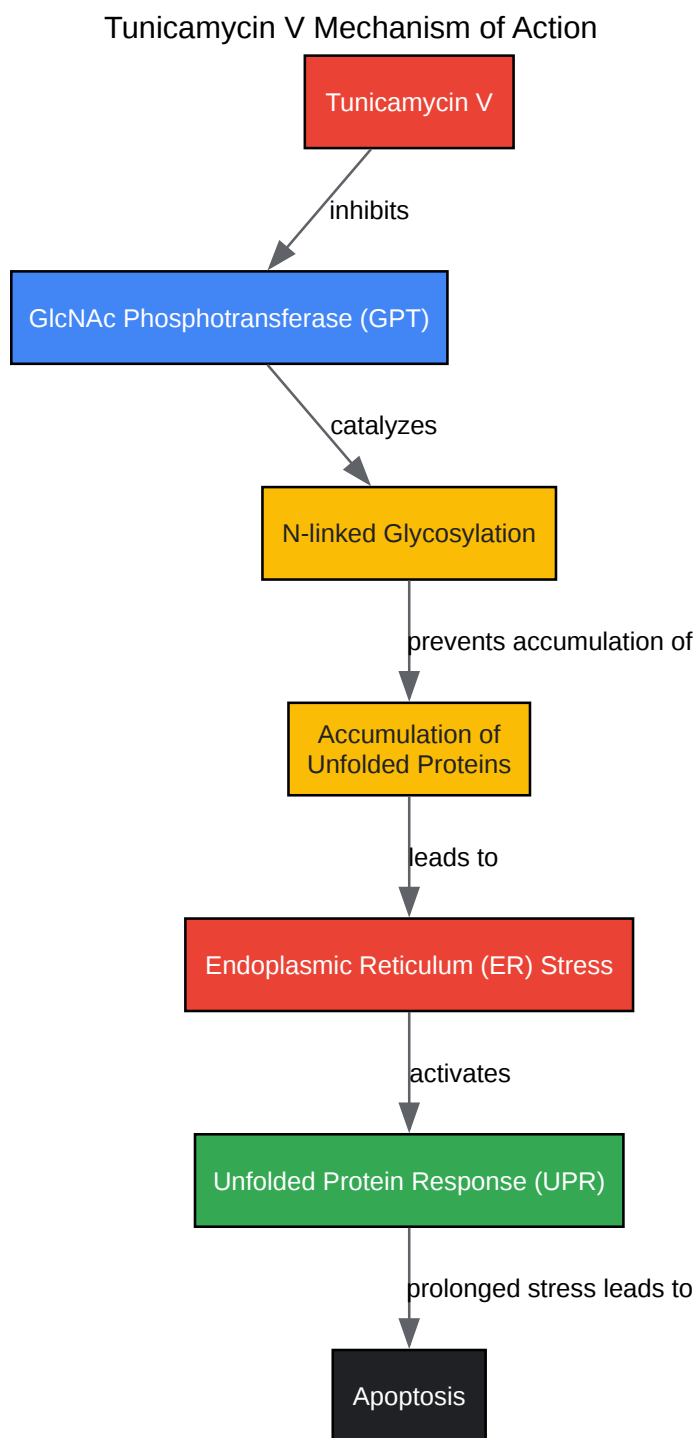 Tunicamycin V Mechanism of Action
Tunicamycin V
inhibits
GlcNAc Phosphotransferase (GPT)
catalyzes
N-linked Glycosylation
prevents accumulation of
Accumulation of
Unfolded Proteins
leads to
Endoplasmic Reticulum (ER) Stress
activates
Unfolded Protein Response (UPR)
prolonged stress leads to
Apoptosis